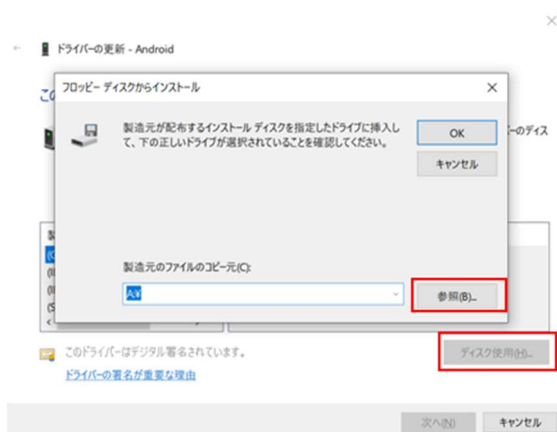 ドライバーの更新 - Android
フロッピー ディスクからインストール
製造元が配布するインストール ディスクを指定したドライブに挿入し
て、下の正しいドライブが選択されていることを確認してください。
OK
キャンセル
製造元のファイルのコピー元(C):
A:¥
参照(B)...
このドライバーはデジタル署名されています。
ディスク使用(H)...
ドライバーの署名が重要な理由
次へ(N)
キャンセル